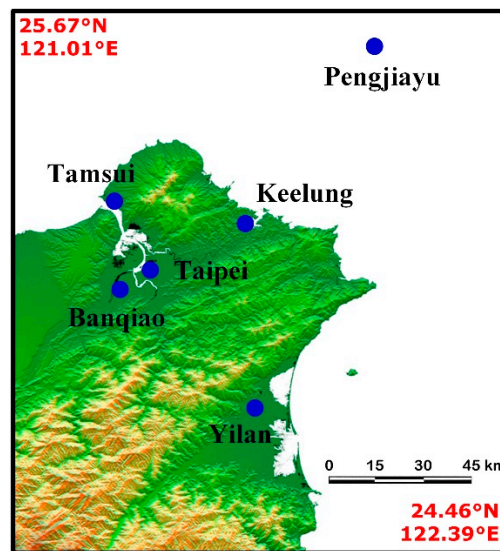 25.67°N
121.01°E
Pengjiayu
Tamsui
Keelung
Taipei
Banqiao
Yilan
0 15 30 45 km
24.46°N
122.39°E